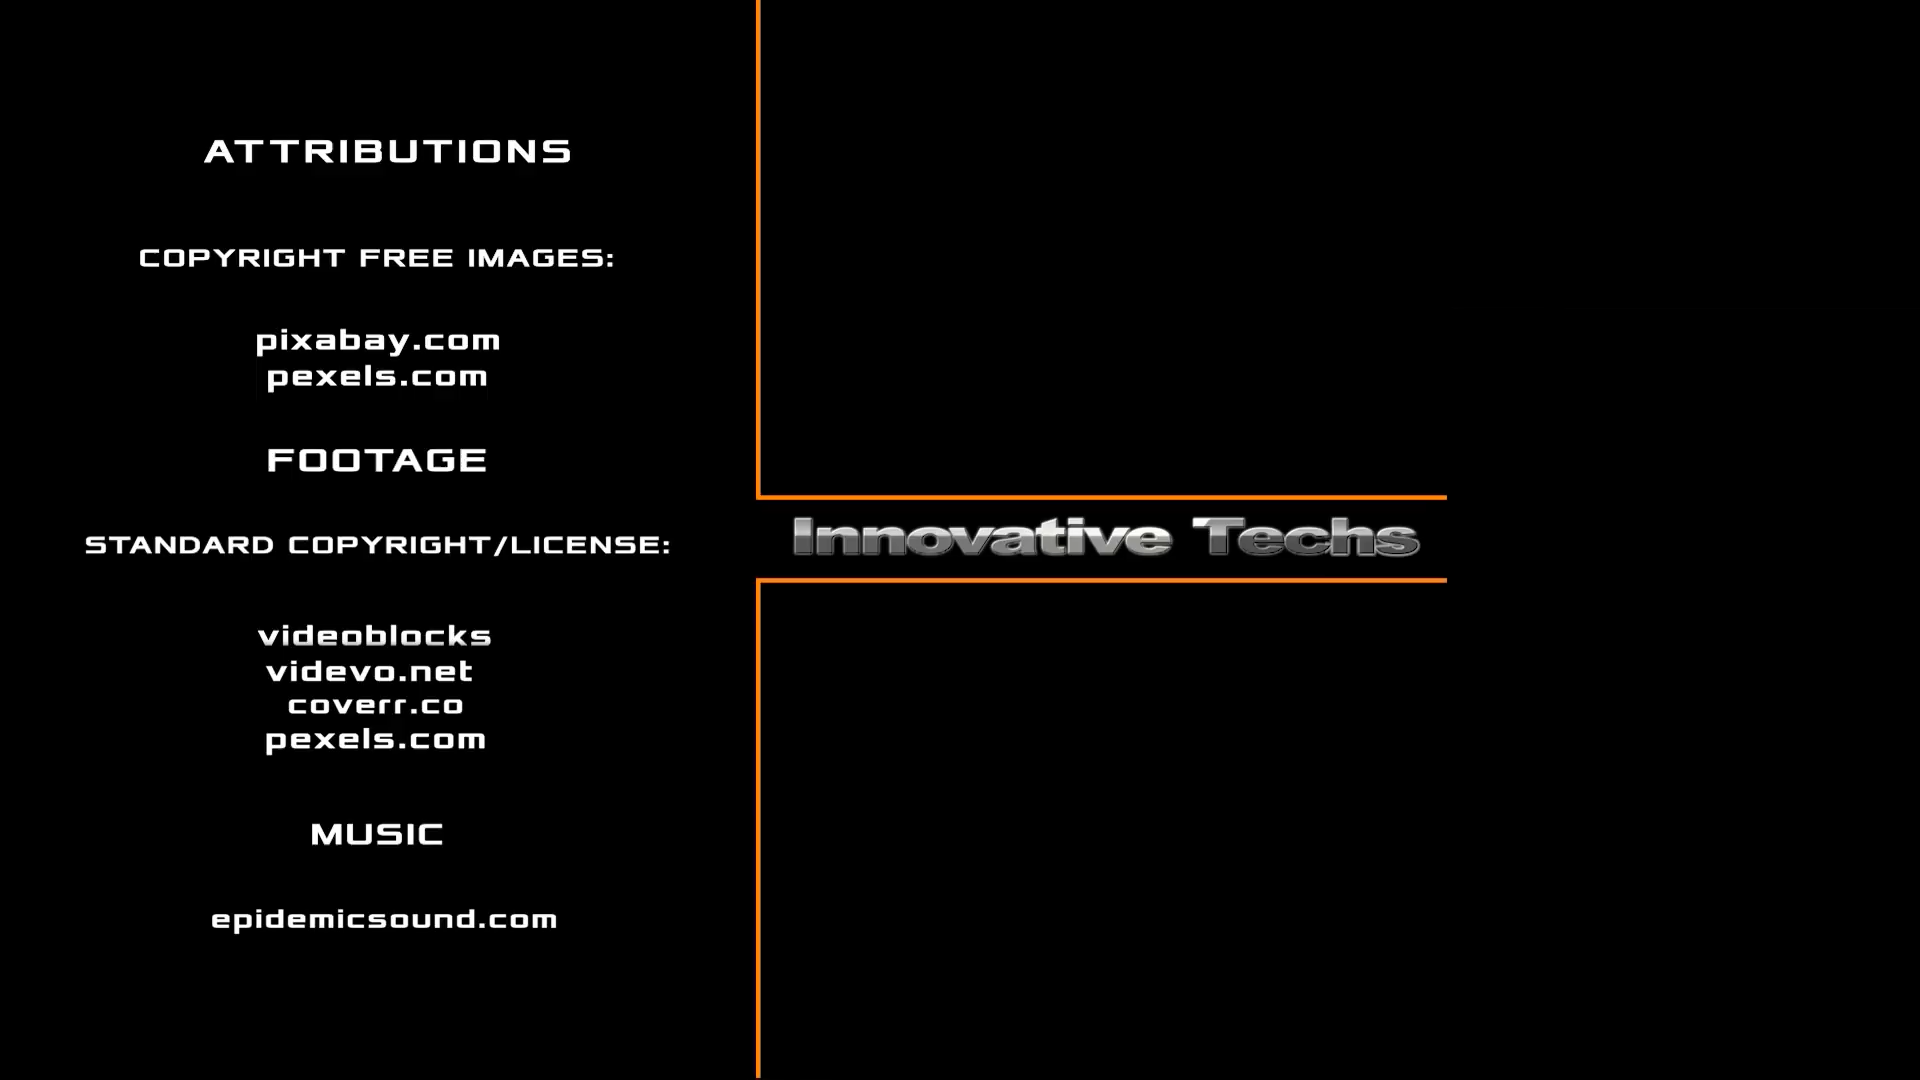 ATTRIBUTIONS
COPYRIGHT FREE IMAGES:
pixabay.com
pexels.com
FOOTAGE
STANDARD COPYRIGHT/LICENSE:
videoblocks
videvo.net
coverr.co
pexels.com
MUSIC
epidemicsound.com
Innovative Techs